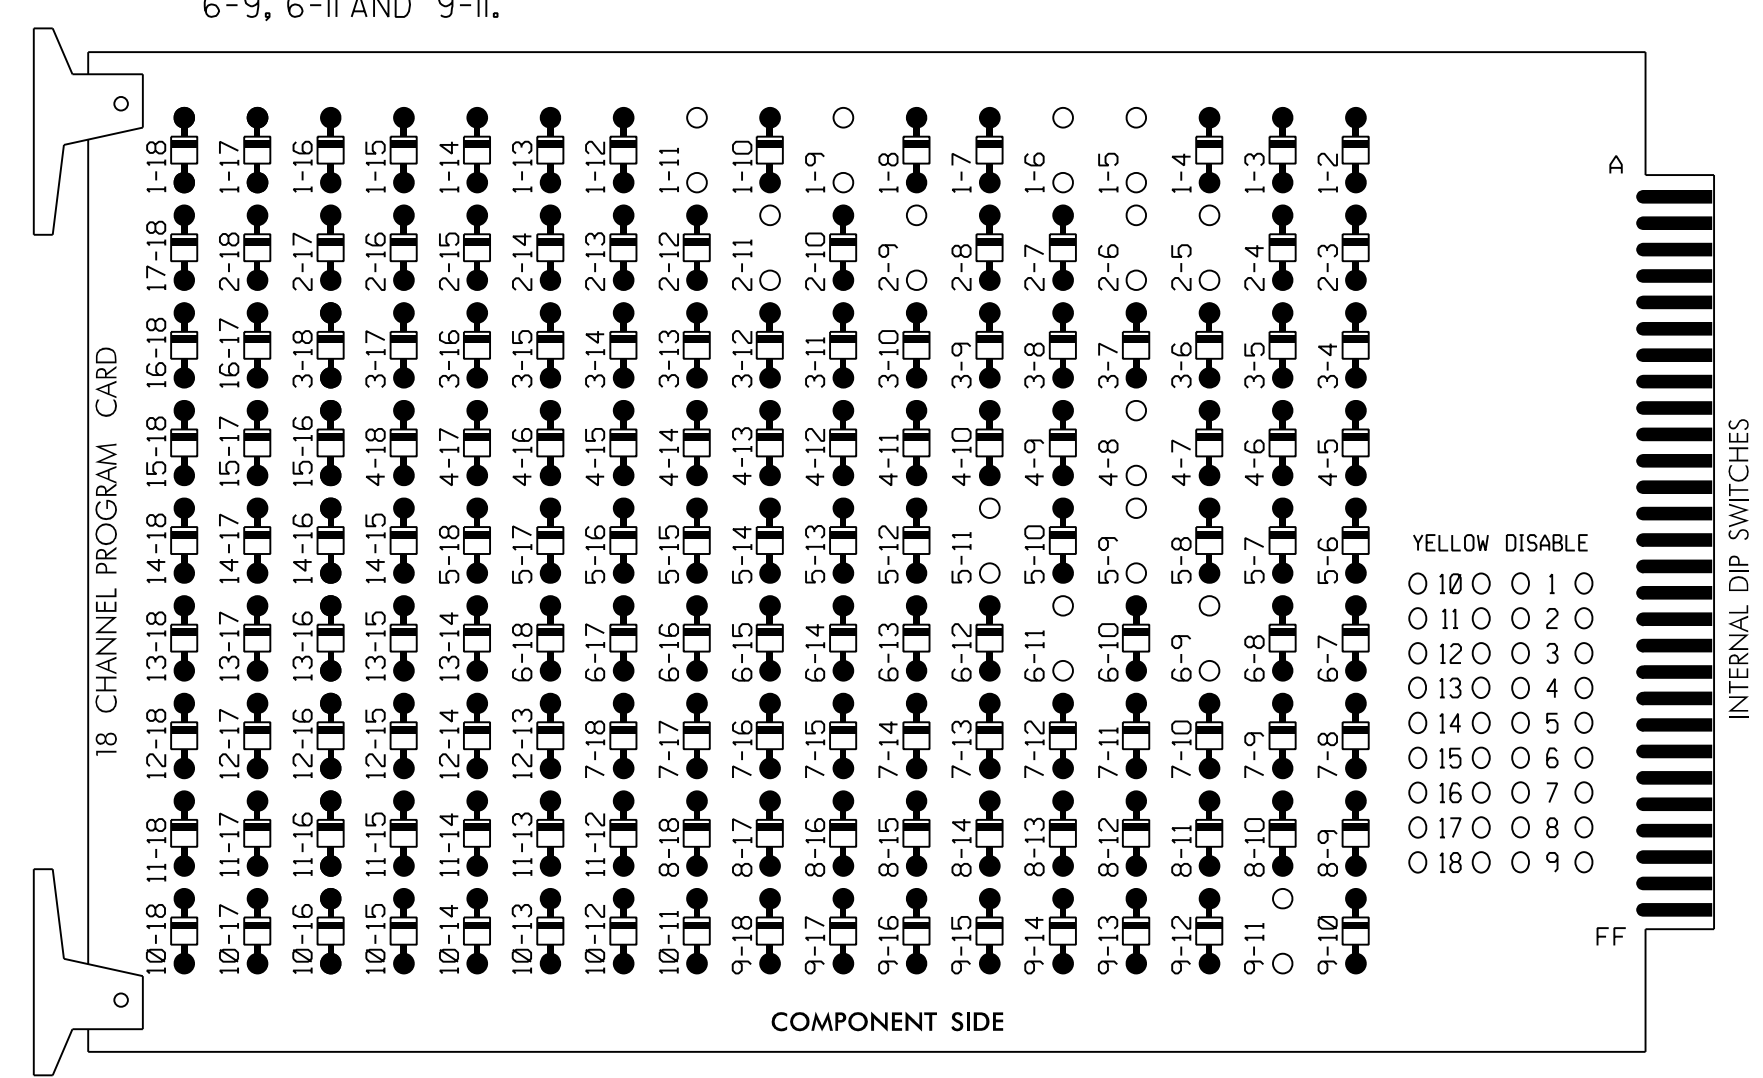 6-9, 6-11 AND 9-11.
1-18 1-17 1-16 1-15 1-14 1-13 1-12 1-11 1-10 1-9 1-8 1-7 1-6 1-5 1-4 1-3 1-2
A
17-18 2-18 2-17 2-16 2-15 2-14 2-13 2-12 2-11 2-10 2-9 2-8 2-7 2-6 2-5 2-4 2-3
16-18 16-17 3-18 3-17 3-16 3-15 3-14 3-13 3-12 3-11 3-10 3-9 3-8 3-7 3-6 3-5 3-4
15-18 15-17 15-16 4-18 4-17 4-16 4-15 4-14 4-13 4-12 4-11 4-10 4-9 4-8 4-7 4-6 4-5
14-18 14-17 14-16 14-15 5-18 5-17 5-16 5-15 5-14 5-13 5-12 5-11 5-10 5-9 5-8 5-7 5-6
13-18 13-17 13-16 13-15 13-14 6-18 6-17 6-16 6-15 6-14 6-13 6-12 6-11 6-10 6-9 6-8 6-7
12-18 12-17 12-16 12-15 12-14 12-13 7-18 7-17 7-16 7-15 7-14 7-13 7-12 7-11 7-10 7-9 7-8
11-18 11-17 11-16 11-15 11-14 11-13 11-12 8-18 8-17 8-16 8-15 8-14 8-13 8-12 8-11 8-10 8-9
10-18 10-17 10-16 10-15 10-14 10-13 10-12 10-11 9-18 9-17 9-16 9-15 9-14 9-13 9-12 9-11 9-10
18 CHANNEL PROGRAM CARD
YELLOW DISABLE
10 1
11 2
12 3
13 4
14 5
15 6
16 7
17 8
18 9
FF
INTERNAL DIP SWITCHES
COMPONENT SIDE